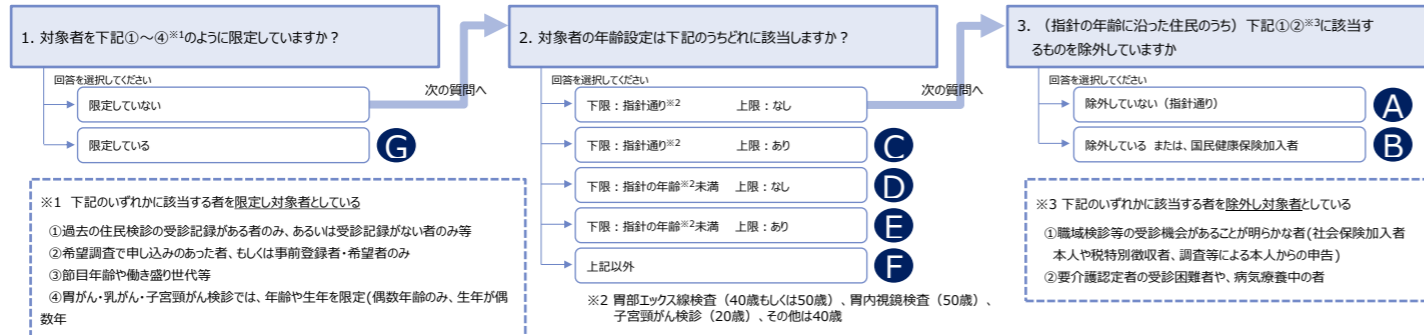 1. 対象者を下記①～④※1のように限定していますか？
回答を選択してください
限定していない
次の質問へ
限定している
G
※1 下記のいずれかに該当する者を限定し対象者としている
①過去の住民検診の受診記録がある者のみ、あるいは受診記録がない者のみ等
②希望調査で申し込みのあった者、もしくは事前登録者・希望者のみ
③節目年齢や働き盛り世代等
④胃がん・乳がん・子宮頸がん検診では、年齢や生年を限定(偶数年齢のみ、生年が偶
数年
2. 対象者の年齢設定は下記のうちどれに該当しますか？
回答を選択してください
下限：指針通り※2 上限：なし
次の質問へ
下限：指針通り※2 上限：あり
C
下限：指針の年齢※2未満 上限：なし
D
下限：指針の年齢※2未満 上限：あり
E
上記以外
F
※2 胃部エックス線検査（40歳もしくは50歳）、胃内視鏡検査（50歳）、
子宮頸がん検診（20歳）、その他は40歳
3. （指針の年齢に沿った住民のうち）下記①②※3に該当す
るものを除外していますか
回答を選択してください
除外していない（指針通り）
A
除外している または、国民健康保険加入者
B
※3 下記のいずれかに該当する者を除外し対象者としている
①職域検診等の受診機会があることが明らかな者(社会保険加入者
本人や税特別徴収者、調査等による本人からの申告)
②要介護認定者の受診困難者や、病気療養中の者